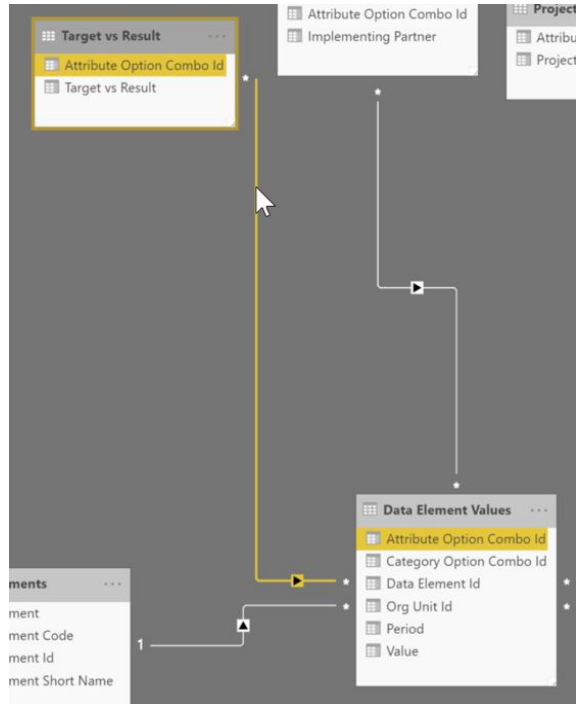 Attribute Option Combo Id
Implementing Partner
Project
Attribu
Project
Target vs Result ...
Attribute Option Combo Id
Target vs Result
*
*
*
Data Element Values ...
Attribute Option Combo Id
Category Option Combo Id
Data Element Id
Org Unit Id
Period
Value
*
*
*
*
ments ...
ment
ment Code
ment Id
ment Short Name
1